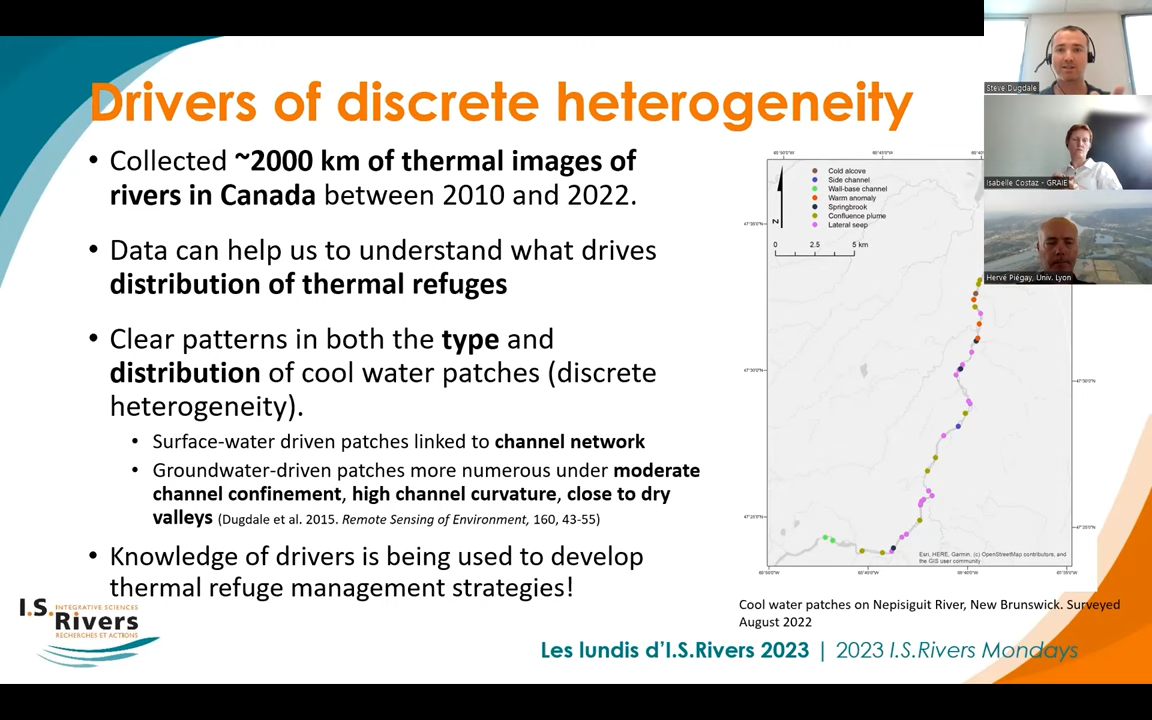 Drivers of discrete heterogeneity
• Collected ~2000 km of thermal images of
rivers in Canada between 2010 and 2022.
• Data can help us to understand what drives
distribution of thermal refuges
• Clear patterns in both the type and
distribution of cool water patches (discrete
heterogeneity).
• Surface-water driven patches linked to channel network
• Groundwater-driven patches more numerous under moderate
channel confinement, high channel curvature, close to dry
valleys (Dugdale et al. 2015. Remote Sensing of Environment, 160, 43-55)
• Knowledge of drivers is being used to develop
thermal refuge management strategies!
Cold alcove
Side channel
Wall-base channel
Warm anomaly
Springbrook
Confluence plume
Lateral seep
N
0 2.5 5 km
Esri, HERE, Garmin, (c) OpenStreetMap contributors, and
the GIS user community
Cool water patches on Nepisiguit River, New Brunswick. Surveyed
August 2022
Steve Dugdale
Isabelle Costaz - GRAIE
Hervé Piégay, Univ. Lyon
I.S. INTEGRATIVE SCIENCES
Rivers
RECHERCHES ET ACTIONS
Les lundis d'I.S.Rivers 2023 | 2023 I.S.Rivers Mondays